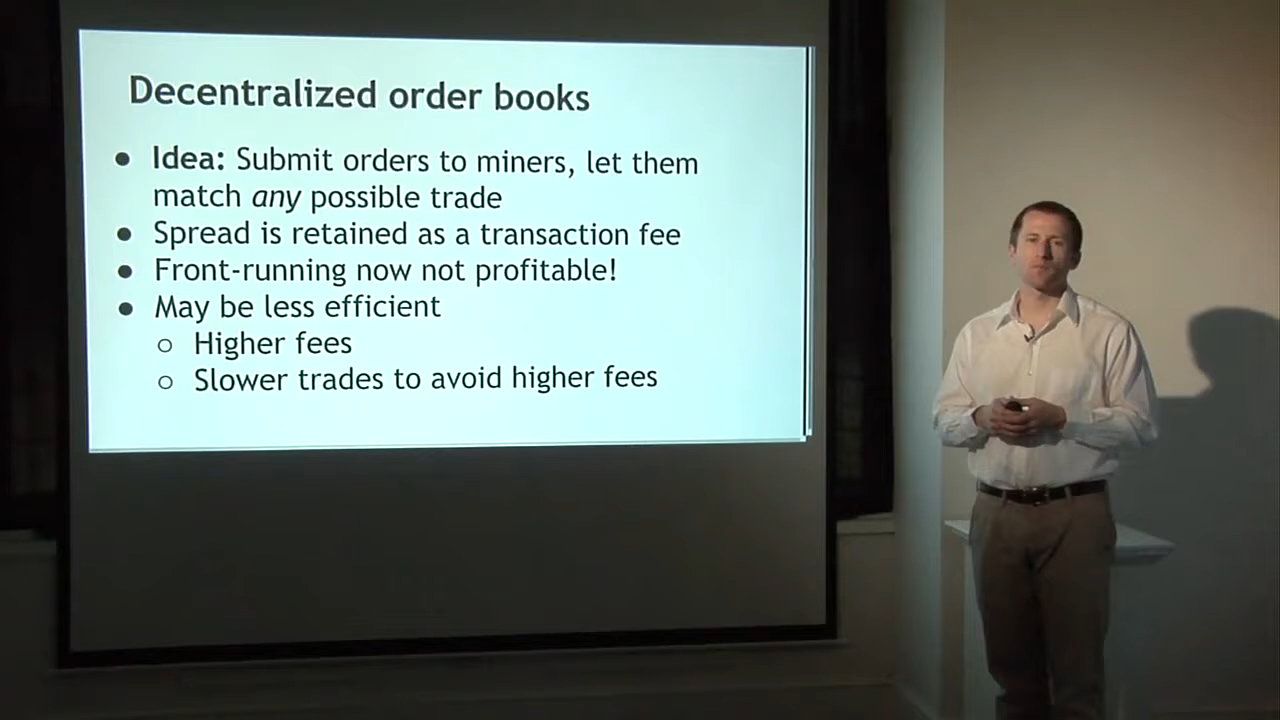 Decentralized order books
● Idea: Submit orders to miners, let them
match any possible trade
● Spread is retained as a transaction fee
● Front-running now not profitable!
● May be less efficient
○ Higher fees
○ Slower trades to avoid higher fees